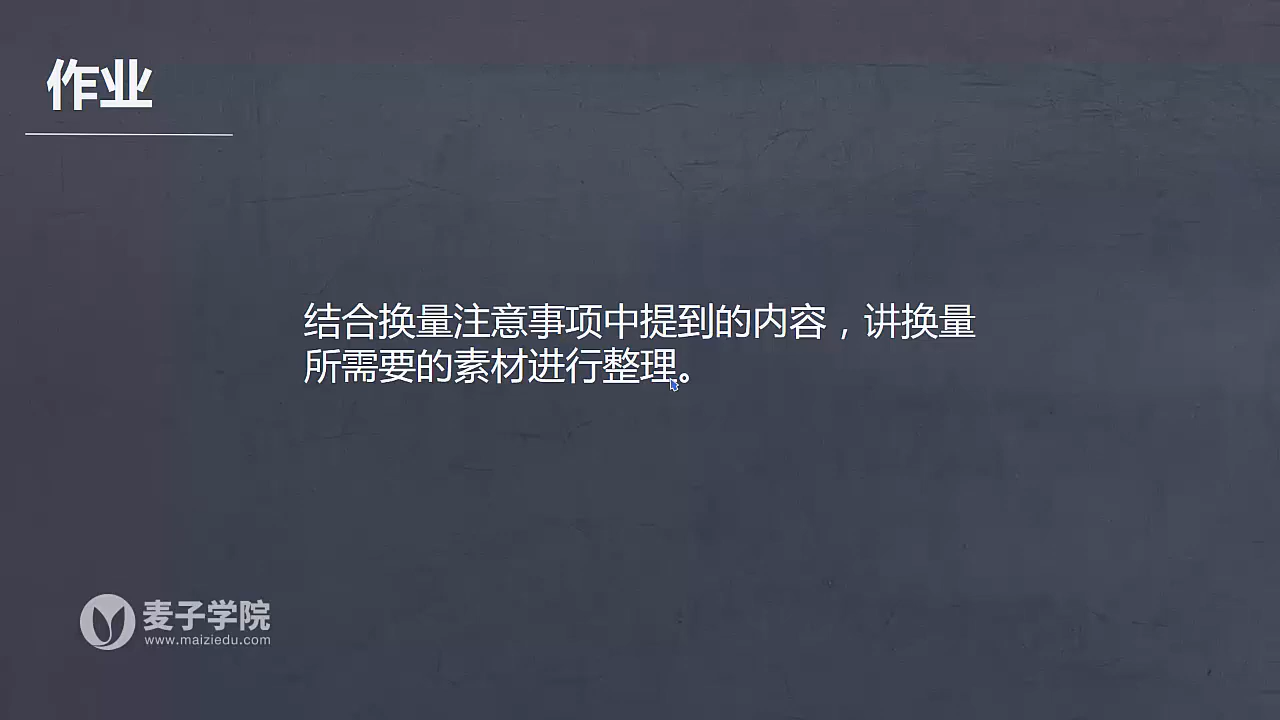 作业
结合换量注意事项中提到的内容，讲换量
所需要的素材进行整理。
麦子学院
www.maiziedu.com